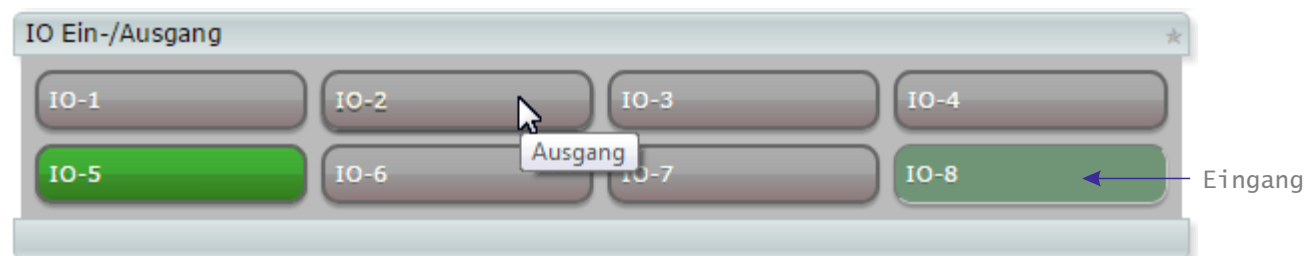 IO Ein-/Ausgang
IO-1 IO-2 IO-3 IO-4
Ausgang
IO-5 IO-6 IO-7 IO-8 Eingang